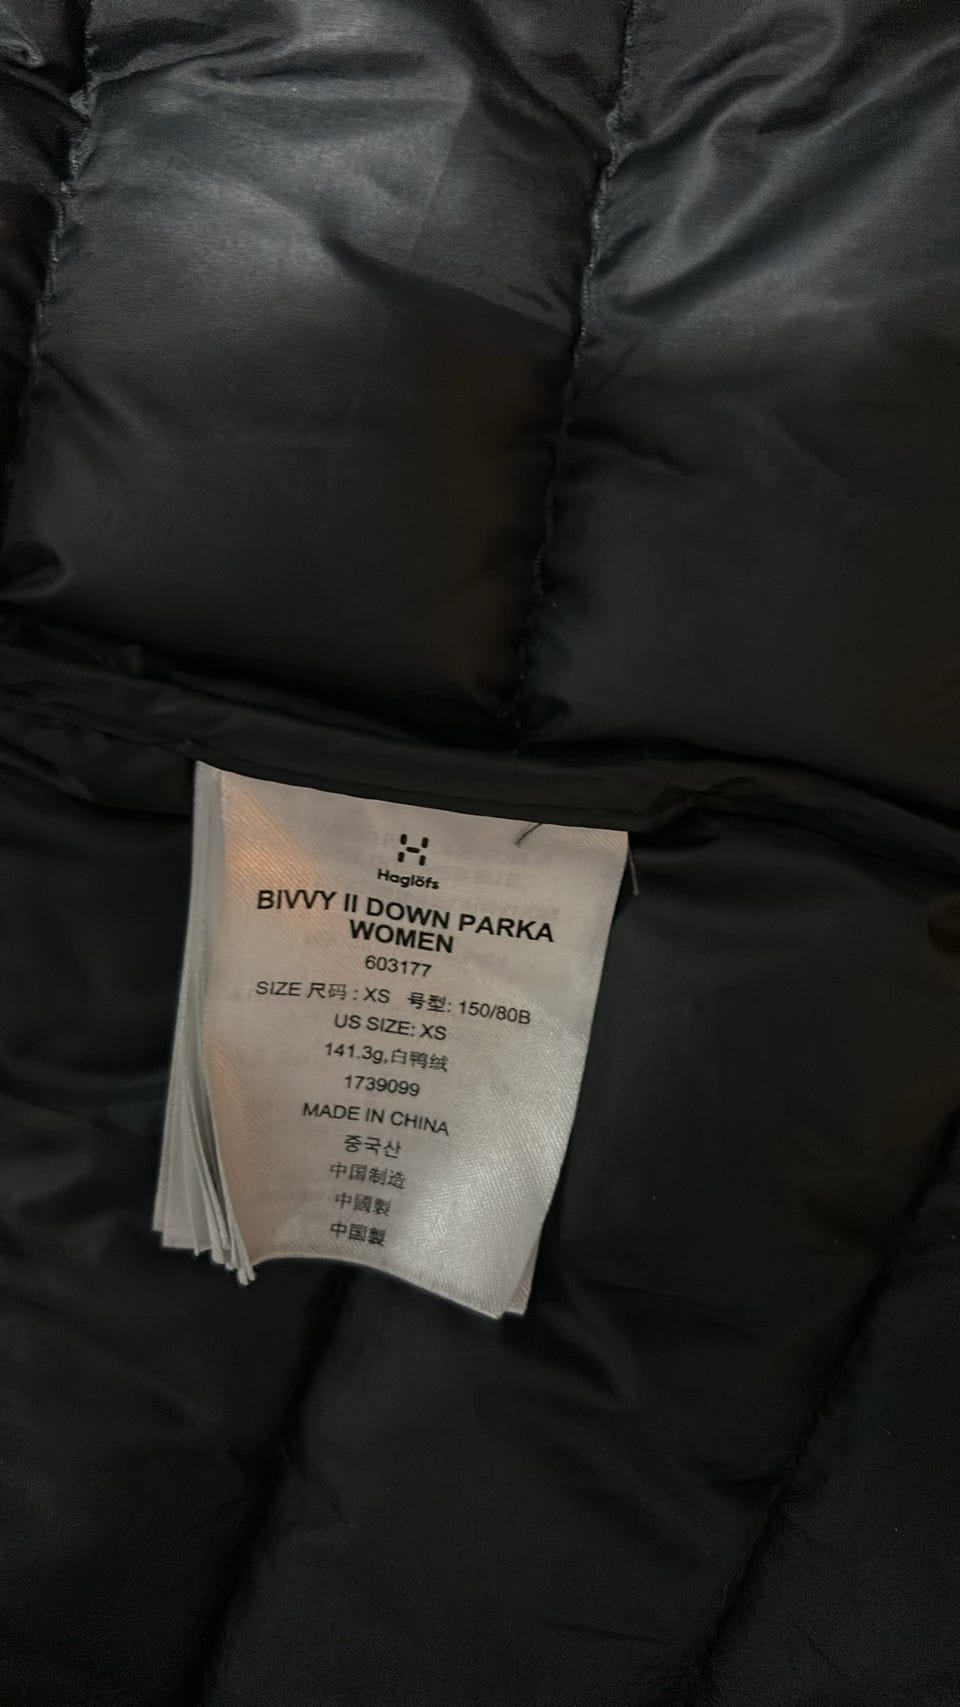 Haglöfs
BIVVY II DOWN PARKA
WOMEN
603177
SIZE 尺码 : XS 号型: 150/80B
US SIZE: XS
141.3g,白鸭绒
1739099
MADE IN CHINA
중국산
中国制造
中國製
中国製